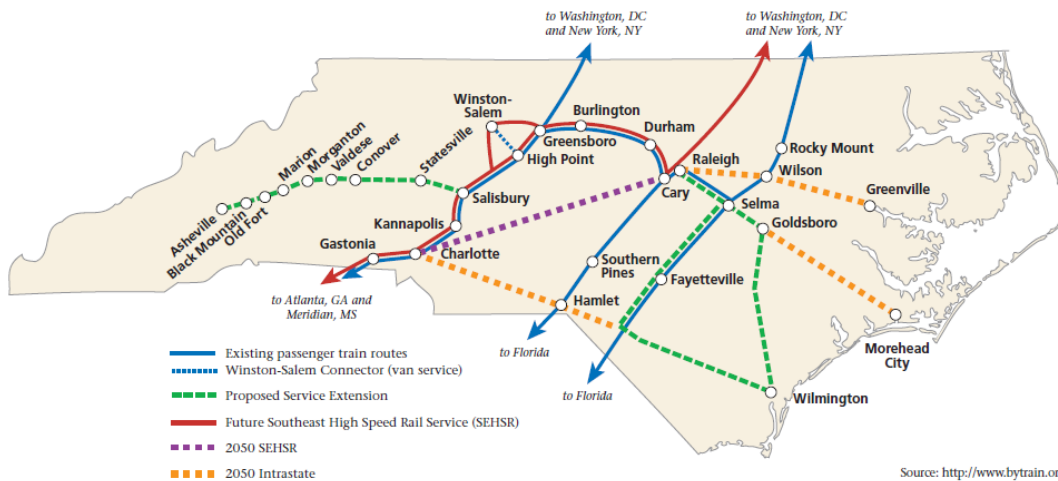 to Washington, DC
and New York, NY
to Washington, DC
and New York, NY
Winston-
Salem
Burlington
Greensboro
Durham
High Point
Raleigh
Cary
Rocky Mount
Wilson
Greenville
Selma
Goldsboro
Statesville
Conover
Valdese
Morganton
Marion
Old Fort
Black Mountain
Asheville
Salisbury
Kannapolis
Gastonia
Charlotte
Southern
Pines
Fayetteville
Hamlet
to Atlanta, GA and
Meridian, MS
to Florida
to Florida
Morehead
City
Wilmington
Existing passenger train routes
Winston-Salem Connector (van service)
Proposed Service Extension
Future Southeast High Speed Rail Service (SEHSR)
2050 SEHSR
2050 Intrastate
Source: http://www.bytrain.or